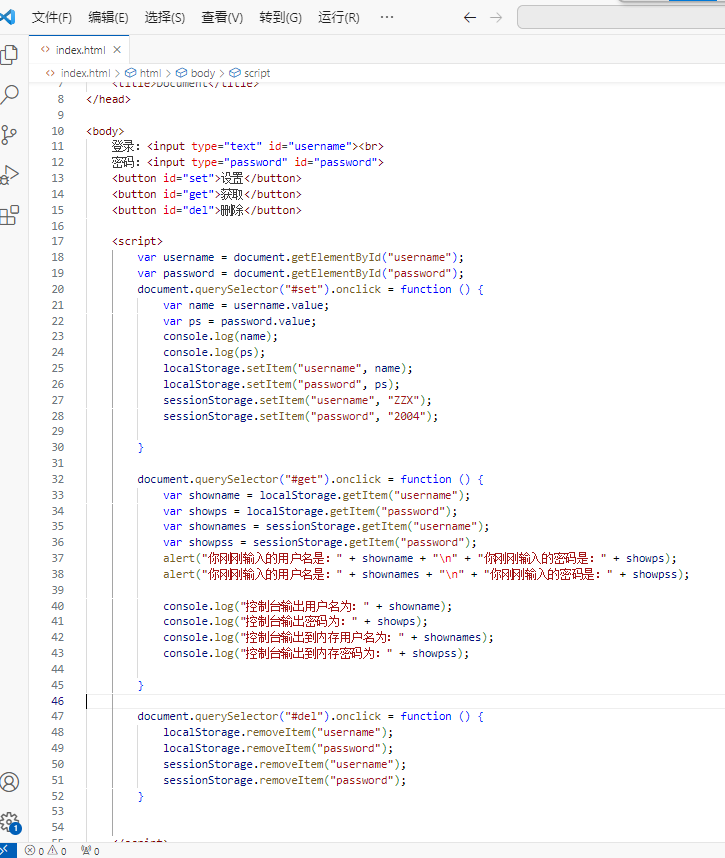 文件(F) 编辑(E) 选择(S) 查看(V) 转到(G) 运行(R) ··· ← →
<> index.html ×
<> index.html > html > body > script
7 <title>Document</title>
8 </head>
9
10 <body>
11 登录: <input type="text" id="username"><br>
12 密码: <input type="password" id="password">
13 <button id="set">设置</button>
14 <button id="get">获取</button>
15 <button id="del">删除</button>
16
17 <script>
18 var username = document.getElementById("username");
19 var password = document.getElementById("password");
20 document.querySelector("#set").onclick = function () {
21 var name = username.value;
22 var ps = password.value;
23 console.log(name);
24 console.log(ps);
25 localStorage.setItem("username", name);
26 localStorage.setItem("password", ps);
27 sessionStorage.setItem("username", "ZZX");
28 sessionStorage.setItem("password", "2004");
29
30 }
31
32 document.querySelector("#get").onclick = function () {
33 var showname = localStorage.getItem("username");
34 var showps = localStorage.getItem("password");
35 var shownames = sessionStorage.getItem("username");
36 var showpss = sessionStorage.getItem("password");
37 alert("你刚刚输入的用户名是: " + showname + "\n" + "你刚刚输入的密码是: " + showps);
38 alert("你刚刚输入的用户名是: " + shownames + "\n" + "你刚刚输入的密码是: " + showpss);
39
40 console.log("控制台输出用户名为: " + showname);
41 console.log("控制台输出密码为: " + showps);
42 console.log("控制台输出到内存用户名为: " + shownames);
43 console.log("控制台输出到内存密码为: " + showpss);
44
45 }
46
47 document.querySelector("#del").onclick = function () {
48 localStorage.removeItem("username");
49 localStorage.removeItem("password");
50 sessionStorage.removeItem("username");
51 sessionStorage.removeItem("password");
52 }
53
54
55 </script>
1
0 0 0